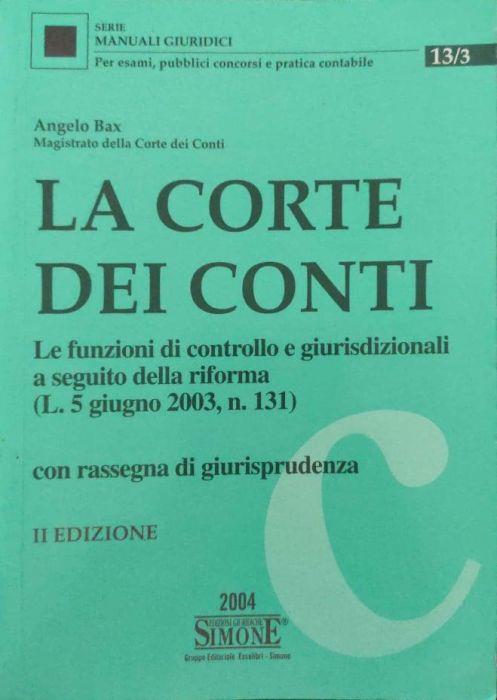 SERIE
MANUALI GIURIDICI
Per esami, pubblici concorsi e pratica contabile
13/3
Angelo Bax
Magistrato della Corte dei Conti
LA CORTE
DEI CONTI
Le funzioni di controllo e giurisdizionali
a seguito della riforma
(L. 5 giugno 2003, n. 131)
con rassegna di giurisprudenza
II EDIZIONE
C
2004
EDIZIONI GIURIDICHE
SIMONE®
Gruppo Editoriale Esselibri - Simone